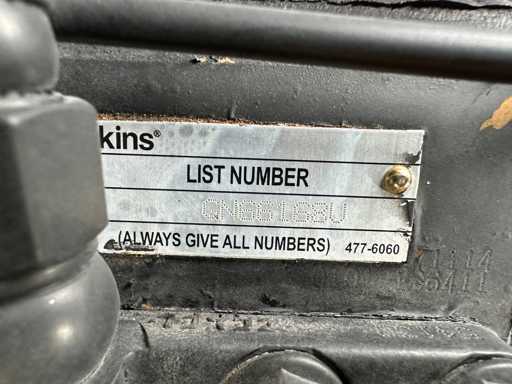 kins®
LIST NUMBER
GN66168U
(ALWAYS GIVE ALL NUMBERS) 477-6060